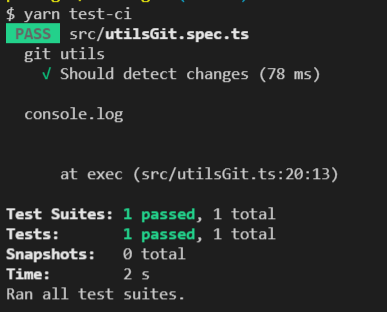 $ yarn test-ci
PASS src/utilsGit.spec.ts
git utils
√ Should detect changes (78 ms)
console.log
at exec (src/utilsGit.ts:20:13)
Test Suites: 1 passed, 1 total
Tests: 1 passed, 1 total
Snapshots: 0 total
Time: 2 s
Ran all test suites.